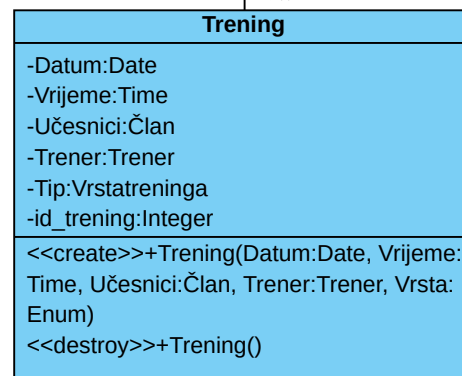 Trening
-Datum:Date
-Vrijeme:Time
-Učesnici:Član
-Trener:Trener
-Tip:Vrstatreninga
-id_trening:Integer
<<create>>+Trening(Datum:Date, Vrijeme:
Time, Učesnici:Član, Trener:Trener, Vrsta:
Enum)
<<destroy>>+Trening()